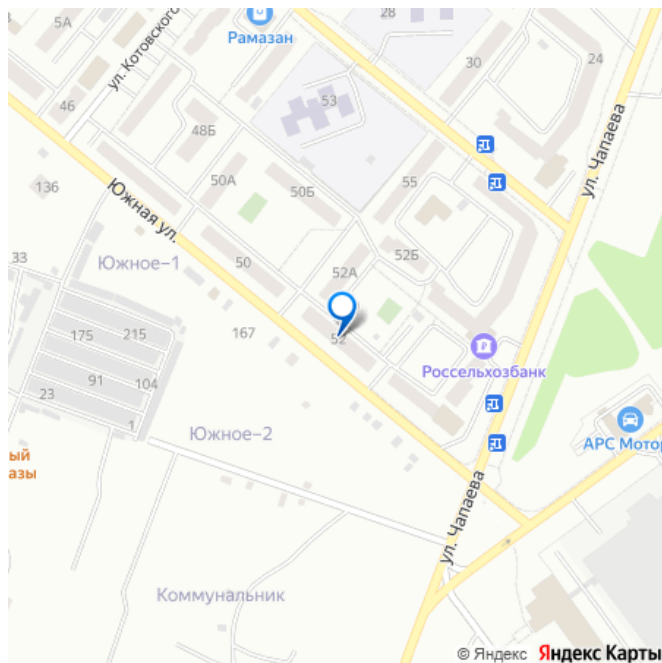 28
5А
Рамазан
ул. Котовского
30
24
46
53
48Б
ул. Чапаева
136
50А
50Б
55
Южная ул.
33
Южное-1
50
52А
52Б
175
215
167
52
Россельхозбанк
91
104
23
1
Южное-2
АРС Мотор
ый
азы
ул. Чапаева
Коммунальник
© Яндекс Яндекс Карты